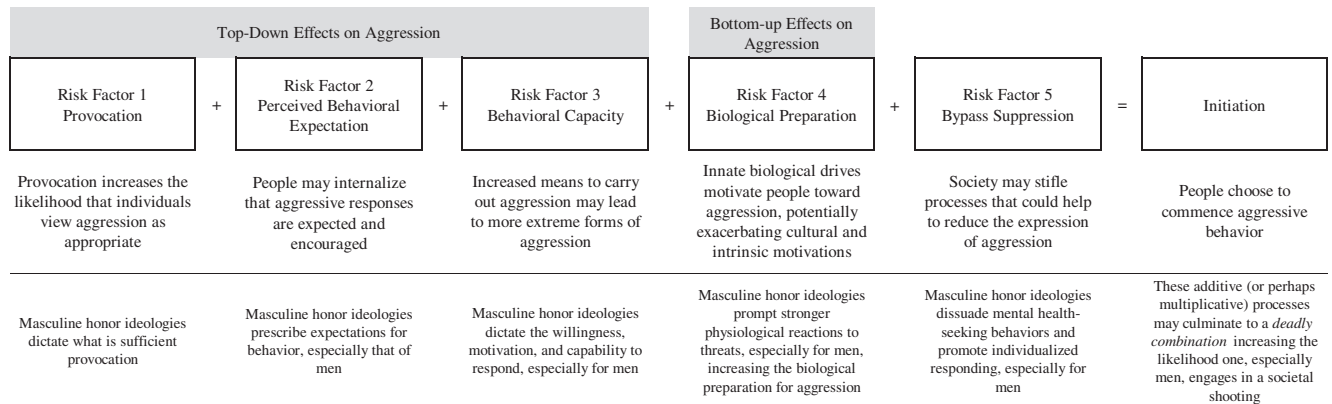 Top-Down Effects on Aggression
Bottom-up Effects on
Aggression
Risk Factor 1
Provocation
+
Risk Factor 2
Perceived Behavioral
Expectation
+
Risk Factor 3
Behavioral Capacity
+
Risk Factor 4
Biological Preparation
+
Risk Factor 5
Bypass Suppression
=
Initiation
Provocation increases the
likelihood that individuals
view aggression as
appropriate
People may internalize
that aggressive responses
are expected and
encouraged
Increased means to carry
out aggression may lead
to more extreme forms of
aggression
Innate biological drives
motivate people toward
aggression, potentially
exacerbating cultural and
intrinsic motivations
Society may stifle
processes that could help
to reduce the expression
of aggression
People choose to
commence aggressive
behavior
Masculine honor ideologies
dictate what is sufficient
provocation
Masculine honor ideologies
prescribe expectations for
behavior, especially that of
men
Masculine honor ideologies
dictate the willingness,
motivation, and capability to
respond, especially for men
Masculine honor ideologies
prompt stronger
physiological reactions to
threats, especially for men,
increasing the biological
preparation for aggression
Masculine honor ideologies
dissuade mental health-
seeking behaviors and
promote individualized
responding, especially for
men
These additive (or perhaps
multiplicative) processes
may culminate to a deadly
combination increasing the
likelihood one, especially
men, engages in a societal
shooting